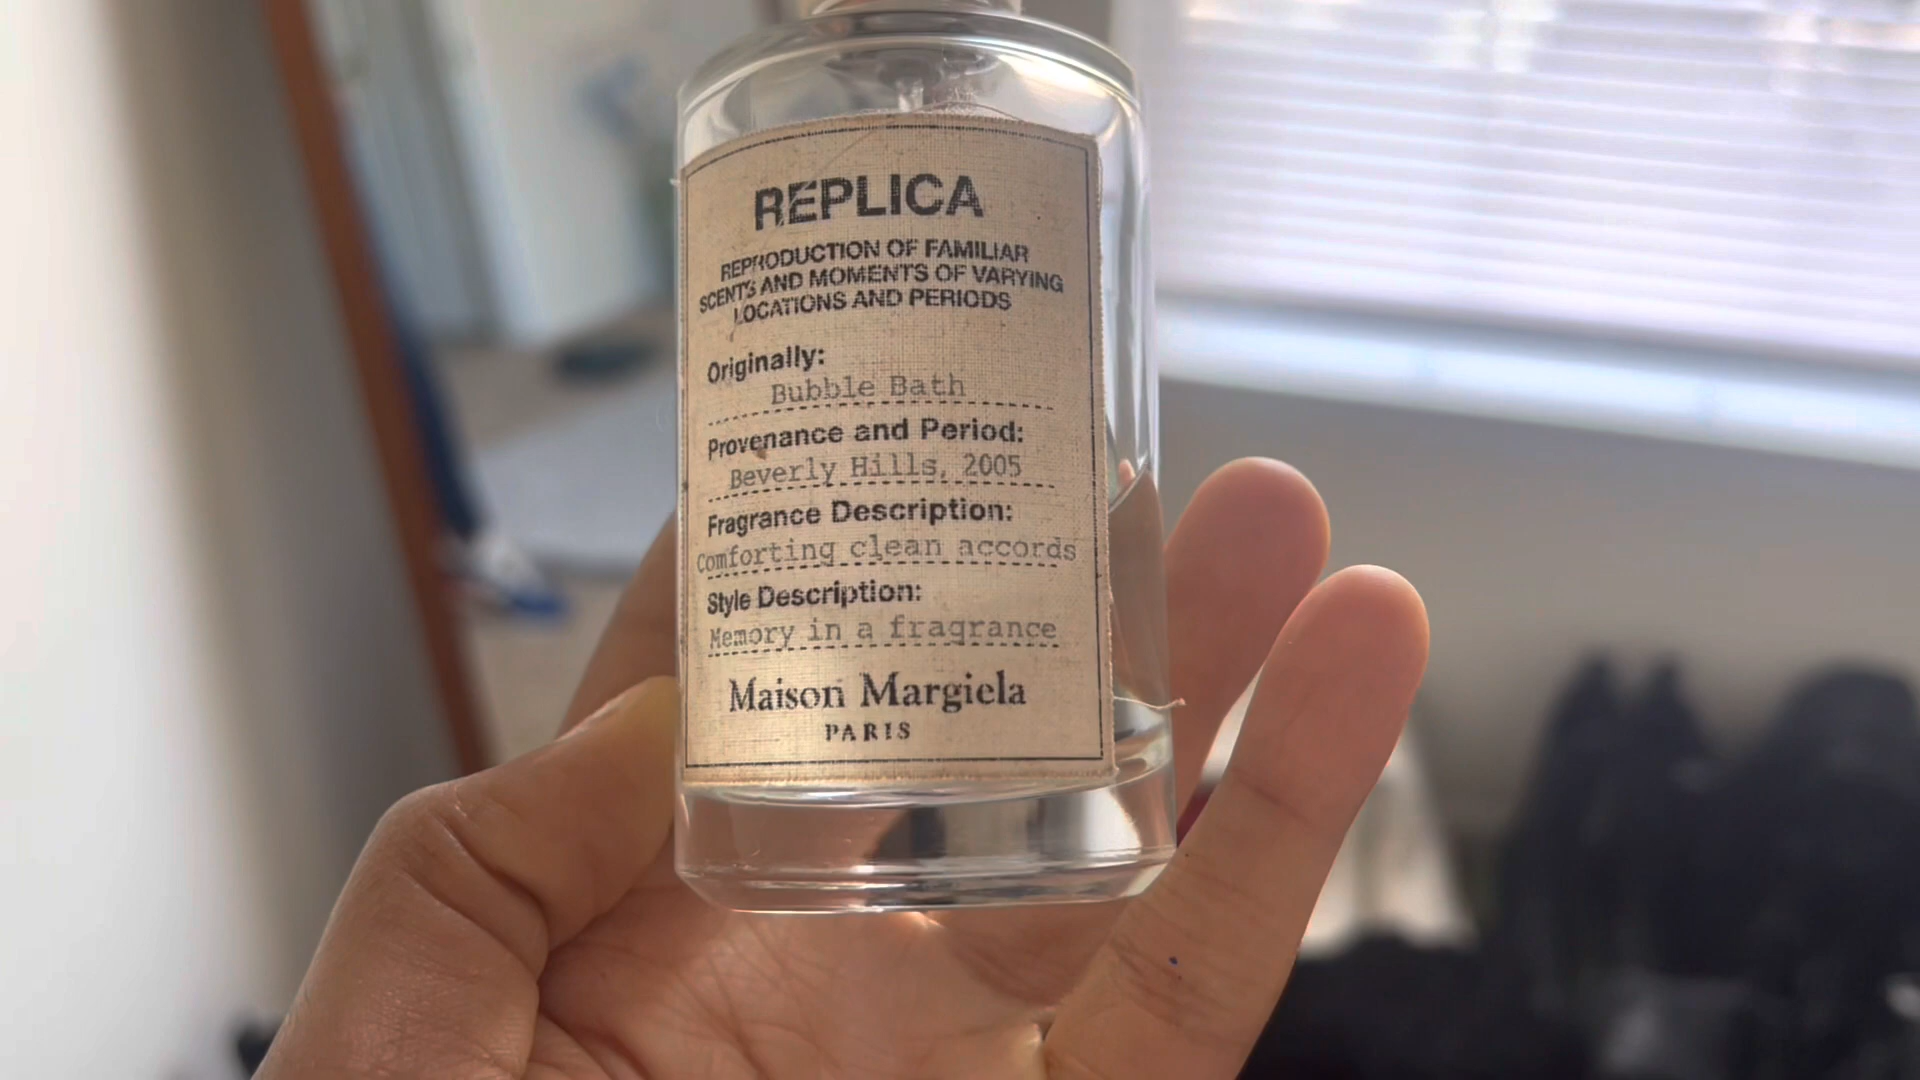 REPLICA
REPRODUCTION OF FAMILIAR
SCENTS AND MOMENTS OF VARYING
LOCATIONS AND PERIODS
Originally:
Bubble Bath
Provenance and Period:
Beverly Hills, 2005
Fragrance Description:
Comforting clean accords
Style Description:
Memory in a fragrance
Maison Margiela
PARIS